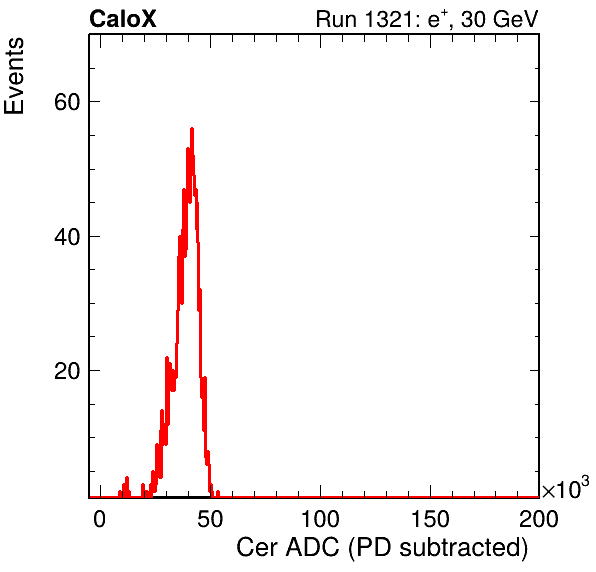 CaloX Run 1321: e⁺, 30 GeV
Events
60
40
20
0 50 100 150 200
×10³
Cer ADC (PD subtracted)